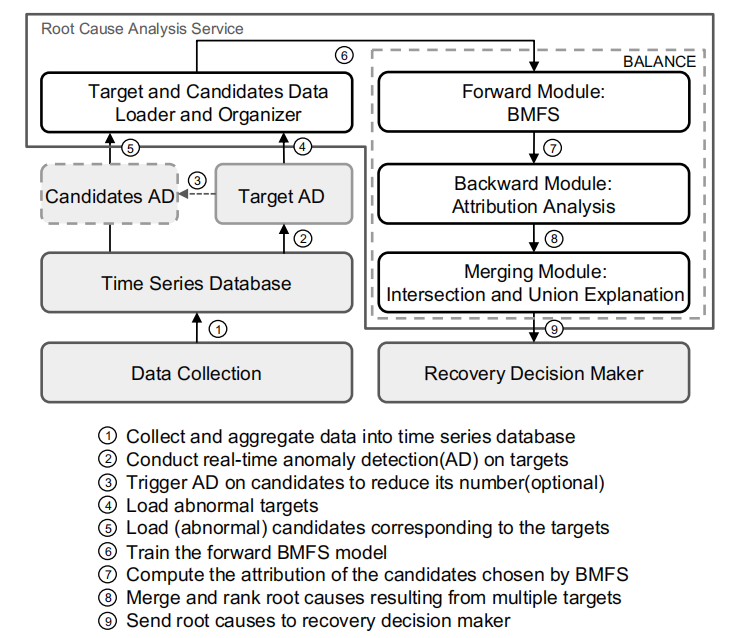 Root Cause Analysis Service
⑥
BALANCE
Target and Candidates Data
Loader and Organizer
Forward Module:
BMFS
⑤
④
⑦
Candidates AD
③
Target AD
Backward Module:
Attribution Analysis
②
⑧
Time Series Database
Merging Module:
Intersection and Union Explanation
①
⑨
Data Collection
Recovery Decision Maker
① Collect and aggregate data into time series database
② Conduct real-time anomaly detection(AD) on targets
③ Trigger AD on candidates to reduce its number(optional)
④ Load abnormal targets
⑤ Load (abnormal) candidates corresponding to the targets
⑥ Train the forward BMFS model
⑦ Compute the attribution of the candidates chosen by BMFS
⑧ Merge and rank root causes resulting from multiple targets
⑨ Send root causes to recovery decision maker